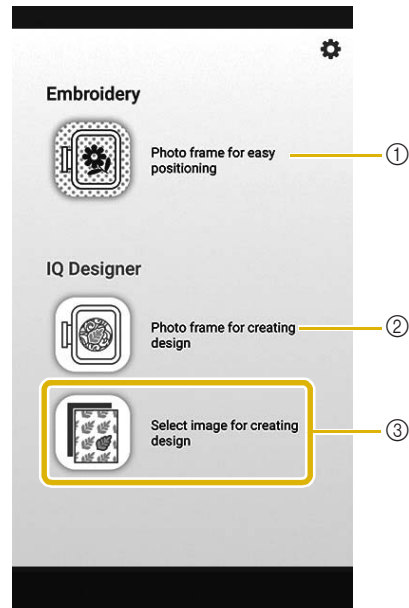 Embroidery
Photo frame for easy
positioning
①
IQ Designer
Photo frame for creating
design
②
Select image for creating
design
③